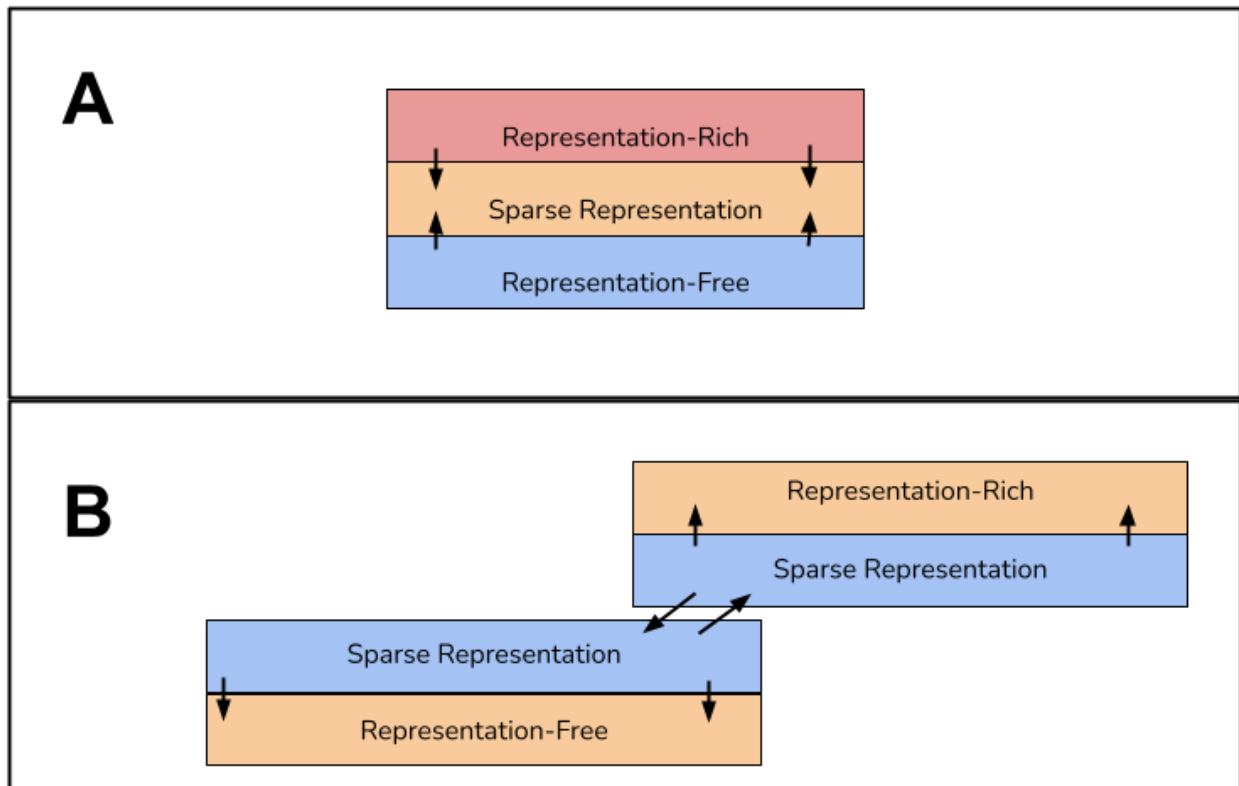 A
Representation-Rich
Sparse Representation
Representation-Free
B
Representation-Rich
Sparse Representation
Sparse Representation
Representation-Free